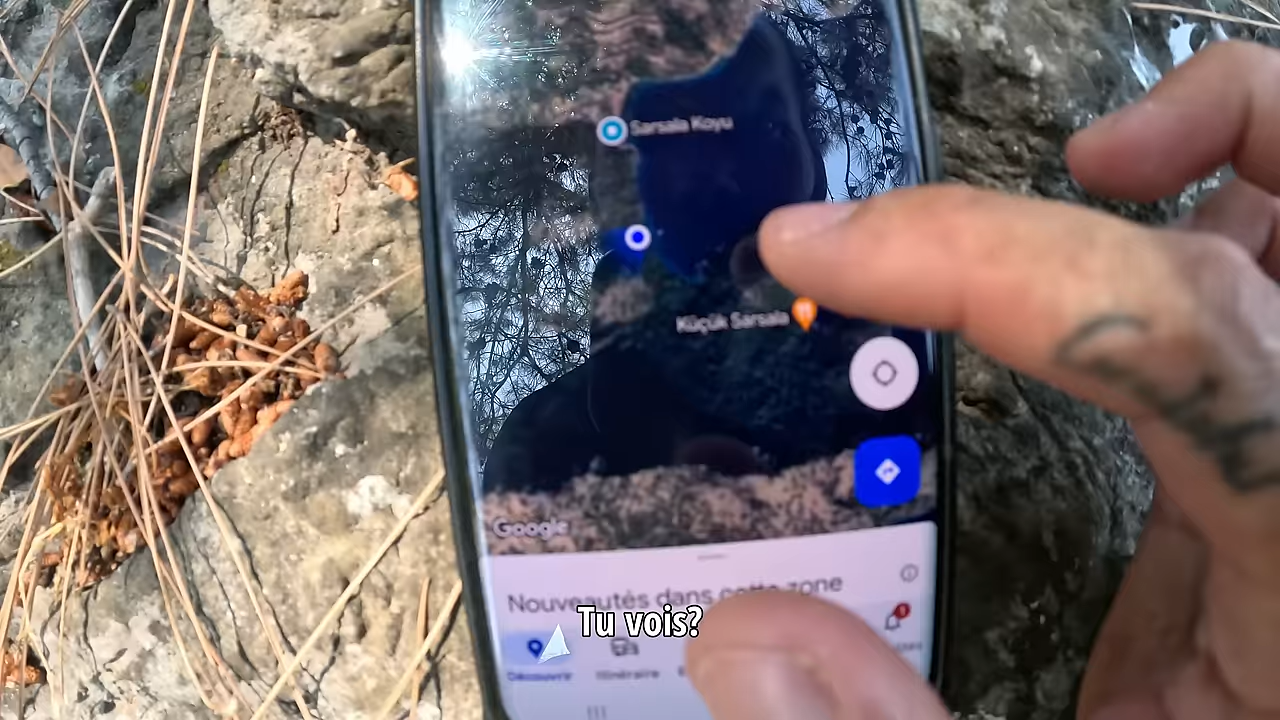 Sarsala Koyu
Küçük Sarsala
Google
Nouveautés dans cette zone
Tu vois?
Découvrir
Itinéraire